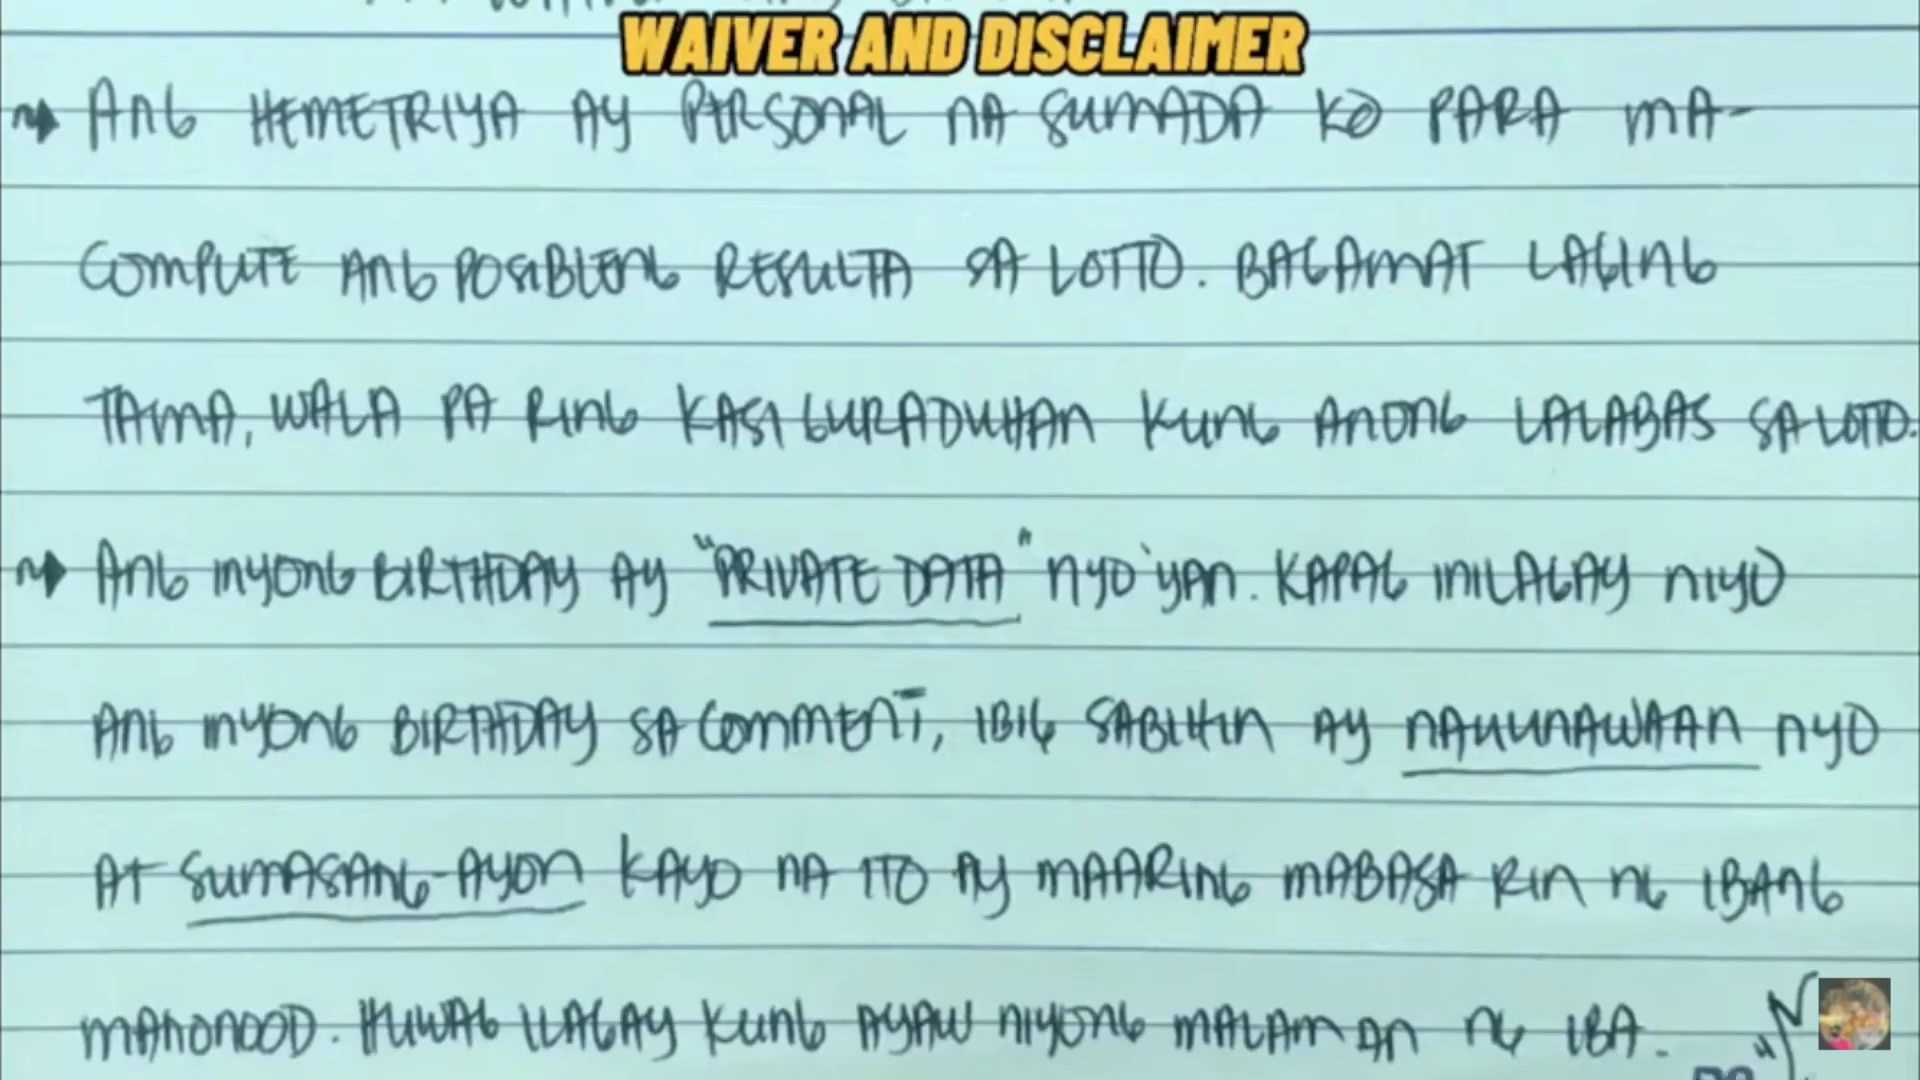 WAIVER AND DISCLAIMER
ANG HEMETRIYA AY PERSONAL NA SUMADA KO PARA MA-
COMPUTE ANG POSIBLENG RESULTA SA LOTTO. BAGAMAT LAGING
TAMA, WALA PA RING KASIGURADUHAN KUNG ANONG LALABAS SA LOTTO.
ANG INYONG BIRTHDAY AY "PRIVATE DATA" NYO 'YAN. KAPAG INILAGAY NIYO
ANG INYONG BIRTHDAY SA COMMENT, IBIG SABIHIN AY NAUUNAWAAN NYO
AT SUMASANG-AYON KAYO NA ITO AY MAARING MABASA RIN NG IBANG
MANONOOD. HUWAG ILAGAY KUNG AYAW NIYONG MALAMAN NG IBA.